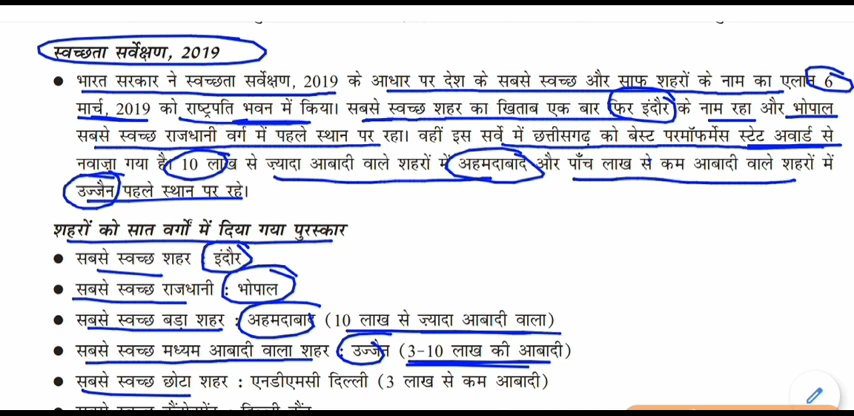 स्वच्छता सर्वेक्षण, 2019
● भारत सरकार ने स्वच्छता सर्वेक्षण, 2019 के आधार पर देश के सबसे स्वच्छ और साफ शहरों के नाम का एलान 6
मार्च, 2019 को राष्ट्रपति भवन में किया। सबसे स्वच्छ शहर का खिताब एक बार फिर इंदौर के नाम रहा और भोपाल
सबसे स्वच्छ राजधानी वर्ग में पहले स्थान पर रहा। वहीं इस सर्वे में छत्तीसगढ़ को बेस्ट परफॉर्मेंस स्टेट अवार्ड से
नवाजा गया है। 10 लाख से ज्यादा आबादी वाले शहरों में अहमदाबाद और पाँच लाख से कम आबादी वाले शहरों में
उज्जैन पहले स्थान पर रहे।
शहरों को सात वर्गों में दिया गया पुरस्कार
● सबसे स्वच्छ शहर : इंदौर
● सबसे स्वच्छ राजधानी : भोपाल
● सबसे स्वच्छ बड़ा शहर : अहमदाबाद (10 लाख से ज्यादा आबादी वाला)
● सबसे स्वच्छ मध्यम आबादी वाला शहर : उज्जैन (3-10 लाख की आबादी)
● सबसे स्वच्छ छोटा शहर : एनडीएमसी दिल्ली (3 लाख से कम आबादी)